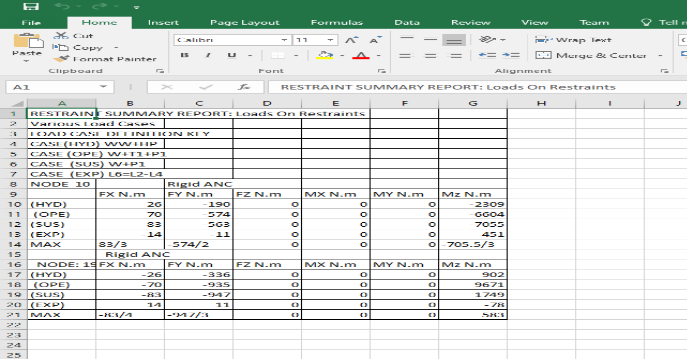 File Home Insert Page Layout Formulas Data Review View Team Tell
Cut
Copy
Paste
Format Painter
Calibri 11
Wrap Text
Merge & Center
Clipboard Font Alignment
A1 fx RESTRAINT SUMMARY REPORT: Loads On Restraints
A B C D E F G H I J
1 RESTRAINT SUMMARY REPORT: Loads On Restraints
2 Various Load Cases
3 LOAD CASE DEFINITION KEY
4 CASE (HYD) WW+HP
5 CASE (OPE) W+T1+P1
6 CASE (SUS) W+P1
7 CASE (EXP) L6=L2-L4
8 NODE 10 Rigid ANC
9 FX N.m FY N.m FZ N.m MX N.m MY N.m Mz N.m
10 (HYD) 26 -190 0 0 0 -2309
11 (OPE) 70 -574 0 0 0 -6604
12 (SUS) 83 563 0 0 0 7055
13 (EXP) 14 11 0 0 0 451
14 MAX 83/3 -574/2 0 0 0 -705.5/3
15 Rigid ANC
16 NODE: 15 FX N.m FY N.m FZ N.m MX N.m MY N.m Mz N.m
17 (HYD) -26 -336 0 0 0 902
18 (OPE) -70 -935 0 0 0 9671
19 (SUS) -83 -947 0 0 0 1749
20 (EXP) 14 11 0 0 0 -78
21 MAX -83/4 -947/3 0 0 0 583
22
23
24
25